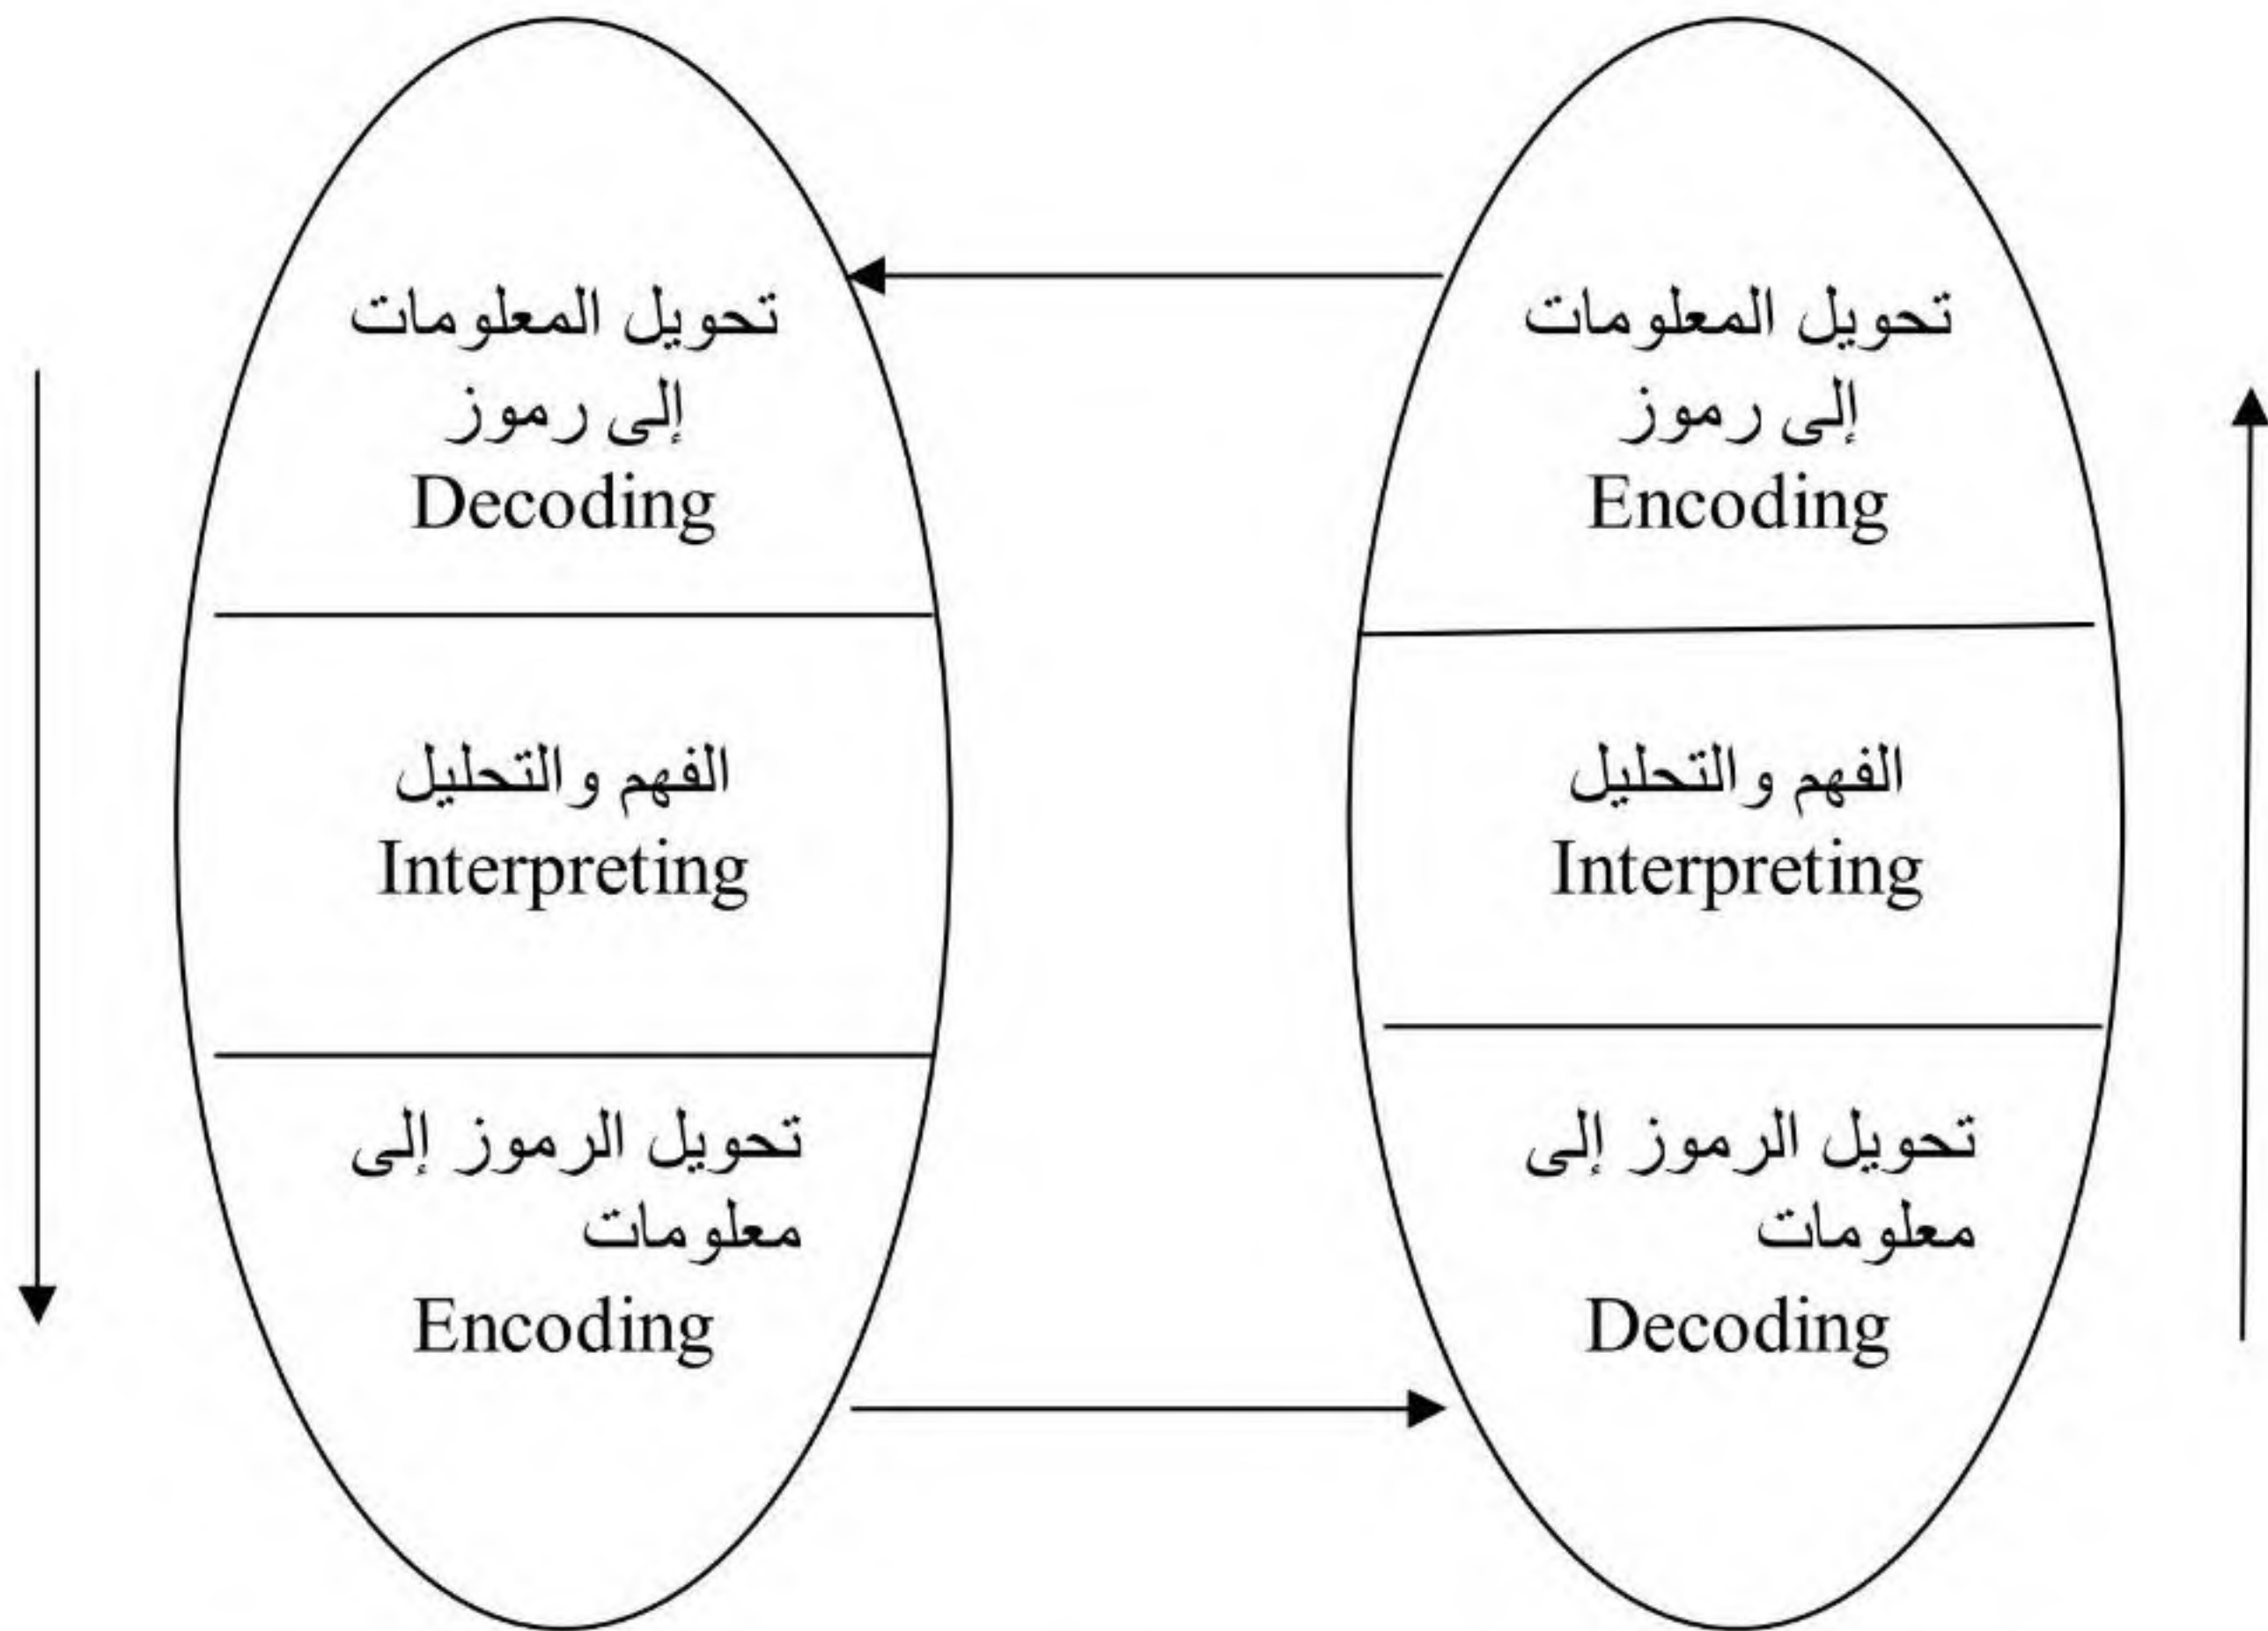 تحويل المعلومات
إلى رموز
Encoding
الفهم والتحليل
Interpreting
تحويل الرموز إلى
معلومات
Decoding
تحويل المعلومات
إلى رموز
Decoding
الفهم والتحليل
Interpreting
تحويل الرموز إلى
معلومات
Encoding